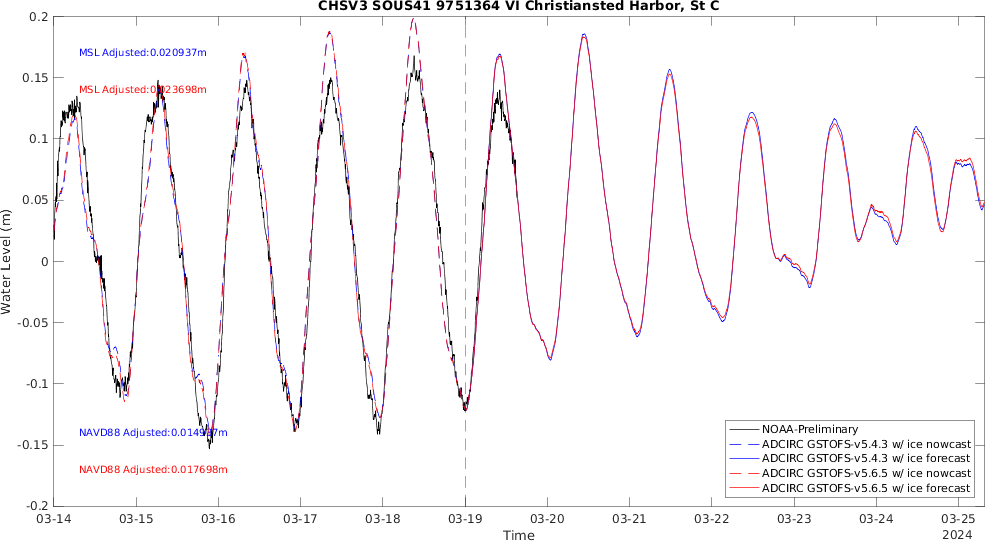 CHSV3 SOUS41 9751364 VI Christiansted Harbor, St C
0.2
0.15
0.1
0.05
0
-0.05
-0.1
-0.15
-0.2
Water Level (m)
MSL Adjusted:0.020937m
MSL Adjusted:0.023698m
NAVD88 Adjusted:0.014937m
NAVD88 Adjusted:0.017698m
NOAA-Preliminary
ADCIRC GSTOFS-v5.4.3 w/ ice nowcast
ADCIRC GSTOFS-v5.4.3 w/ ice forecast
ADCIRC GSTOFS-v5.6.5 w/ ice nowcast
ADCIRC GSTOFS-v5.6.5 w/ ice forecast
03-14 03-15 03-16 03-17 03-18 03-19 03-20 03-21 03-22 03-23 03-24 03-25
Time
2024